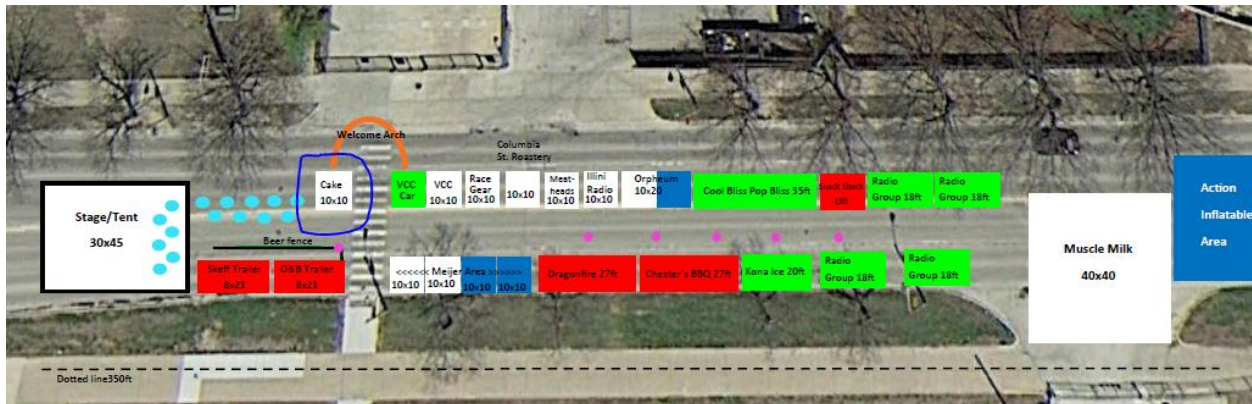 Welcome Arch
Columbia
St. Roastery
Cake
10x10
VCC
Car
VCC
10x10
Race
Gear
10x10
10x10
Meat-
heads
10x10
Illini
Radio
10x10
Orpheum
10x20
Cool Bliss Pop Bliss 35ft
Radio
Group 18ft
Radio
Group 18ft
Action
Inflatable
Area
Stage/Tent
30x45
Beer fence
Muscle Milk
40x40
Skeff Trailer
8x21
O&B Trailer
8x21
<<<<<< Meijer Area >>>>>>
10x10
10x10
10x10
10x10
Dragonfire 27ft
Chester's BBQ 27ft
Kona Ice 20ft
Radio
Group 18ft
Radio
Group 18ft
Dotted line350ft